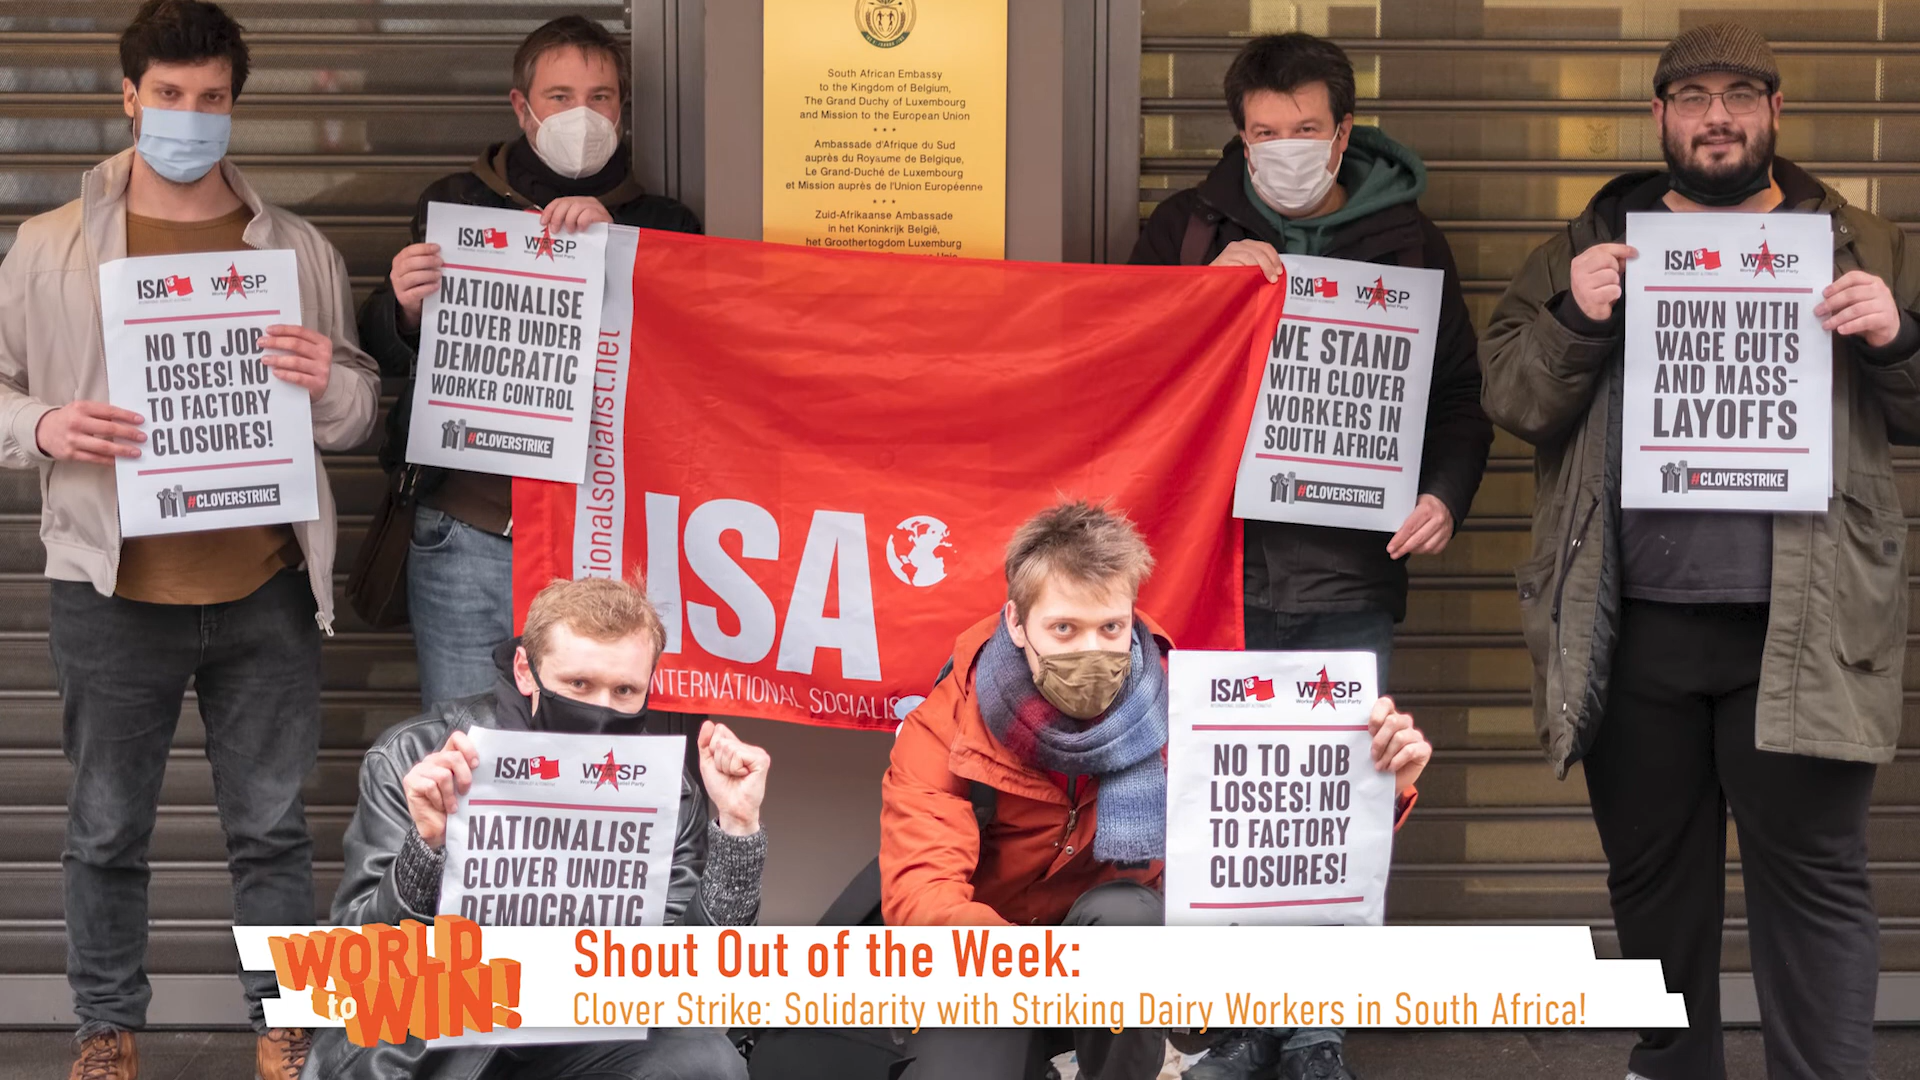 South African Embassy
to the Kingdom of Belgium,
The Grand Duchy of Luxembourg
and Mission to the European Union
* * *
Ambassade d'Afrique du Sud
auprès du Royaume de Belgique,
Le Grand-Duché de Luxembourg
et Mission auprès de l'Union Européenne
* * *
Zuid-Afrikaanse Ambassade
in het Koninkrijk België,
het Groothertogdom Luxemburg
ISA WASP
NO TO JOB
LOSSES! NO
TO FACTORY
CLOSURES!
#CLOVERSTRIKE
ISA WASP
NATIONALISE
CLOVER UNDER
DEMOCRATIC
WORKER CONTROL
#CLOVERSTRIKE
ionalsocialist.net
ISA
INTERNATIONAL SOCIALIS
ISA WASP
WE STAND
WITH CLOVER
WORKERS IN
SOUTH AFRICA
#CLOVERSTRIKE
ISA WASP
DOWN WITH
WAGE CUTS
AND MASS-
LAYOFFS
#CLOVERSTRIKE
ISA WASP
NATIONALISE
CLOVER UNDER
DEMOCRATIC
ISA WASP
NO TO JOB
LOSSES! NO
TO FACTORY
CLOSURES!
WORLD
to WIN!
Shout Out of the Week:
Clover Strike: Solidarity with Striking Dairy Workers in South Africa!